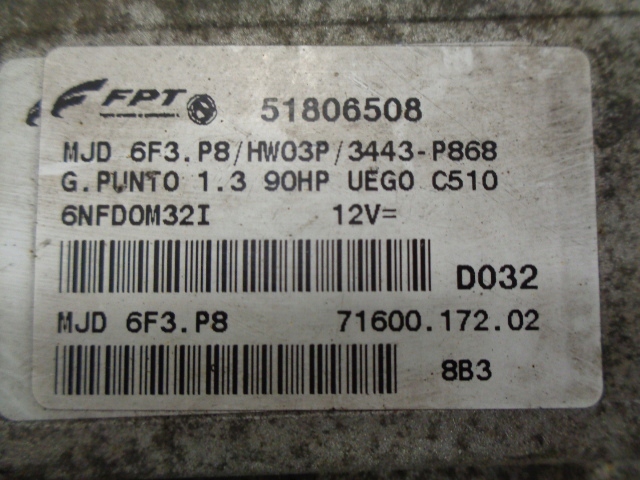 FPT 51806508
MJD 6F3.P8/HW03P/3443-P868
G.PUNTO 1.3 90HP UEGO C510
6NFDOM32I 12V=
D032
MJD 6F3.P8 71600.172.02
8B3